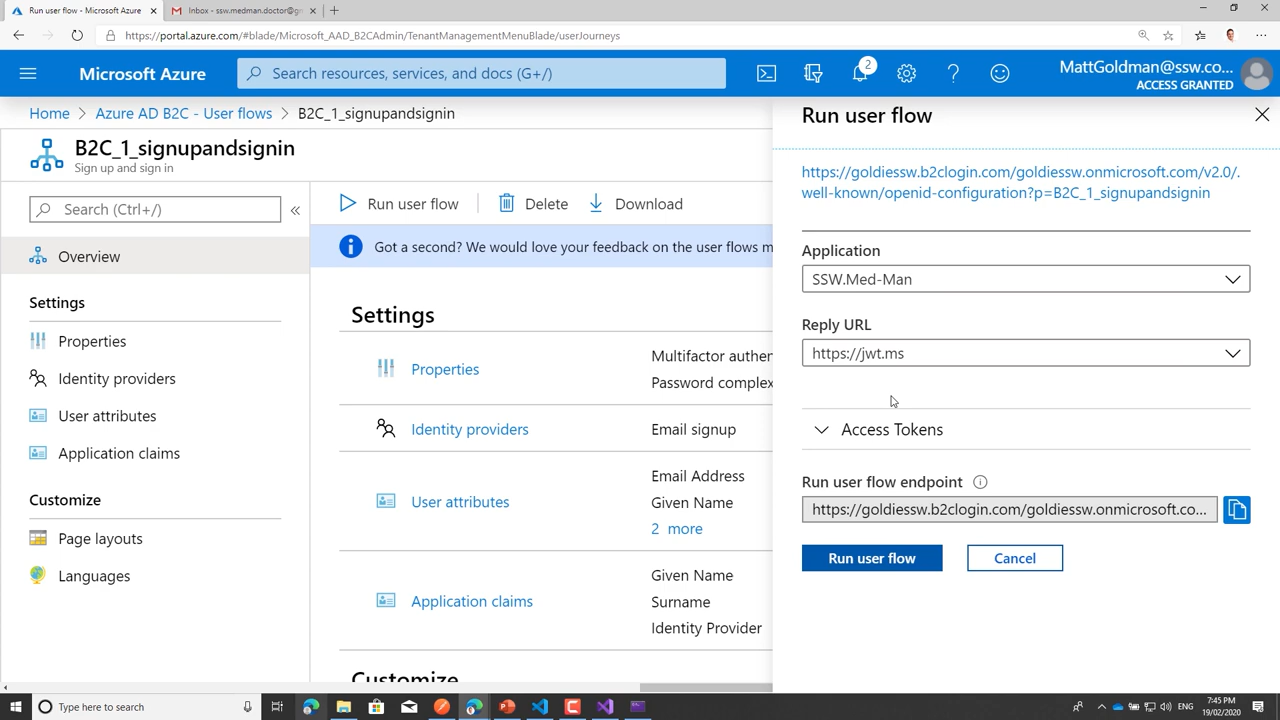 Run user flow - Microsoft Azure
Inbox - ssw.medman.doctor@gr
https://portal.azure.com/#blade/Microsoft_AAD_B2CAdmin/TenantManagementMenuBlade/userJourneys
Microsoft Azure
Search resources, services, and docs (G+/)
2
MattGoldman@ssw.co...
ACCESS GRANTED
Home > Azure AD B2C - User flows > B2C_1_signupandsignin
B2C_1_signupandsignin
Sign up and sign in
Search (Ctrl+/)
Overview
Settings
Properties
Identity providers
User attributes
Application claims
Customize
Page layouts
Languages
Run user flow
Delete
Download
Got a second? We would love your feedback on the user flows m
Settings
Properties
Multifactor authen
Password complex
Identity providers
Email signup
User attributes
Email Address
Given Name
2 more
Application claims
Given Name
Surname
Identity Provider
Customize
Run user flow
https://goldiessw.b2clogin.com/goldiessw.onmicrosoft.com/v2.0/.
well-known/openid-configuration?p=B2C_1_signupandsignin
Application
SSW.Med-Man
Reply URL
https://jwt.ms
Access Tokens
Run user flow endpoint
https://goldiessw.b2clogin.com/goldiessw.onmicrosoft.co...
Run user flow
Cancel
Type here to search
7:45 PM
19/02/2020